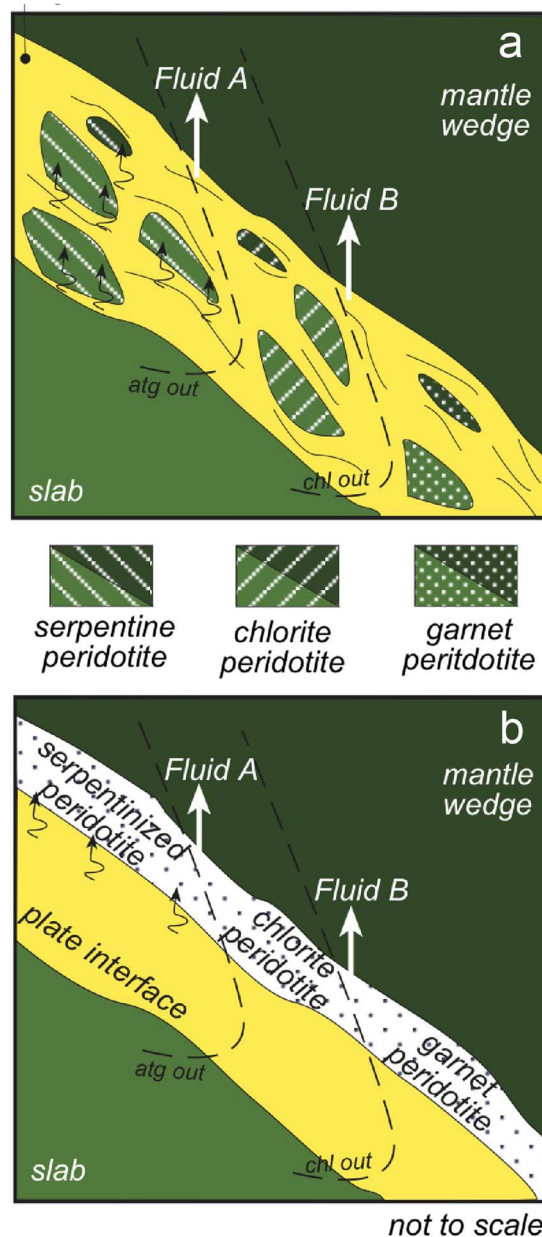 a
Fluid A
mantle
wedge
Fluid B
atg out
chl out
slab
serpentine
peridotite
chlorite
peridotite
garnet
peritdotite
b
mantle
wedge
serpentinized
peridotite
Fluid A
Fluid B
chlorite
peridotite
plate interface
garnet
peridotite
atg out
chl out
slab
not to scale